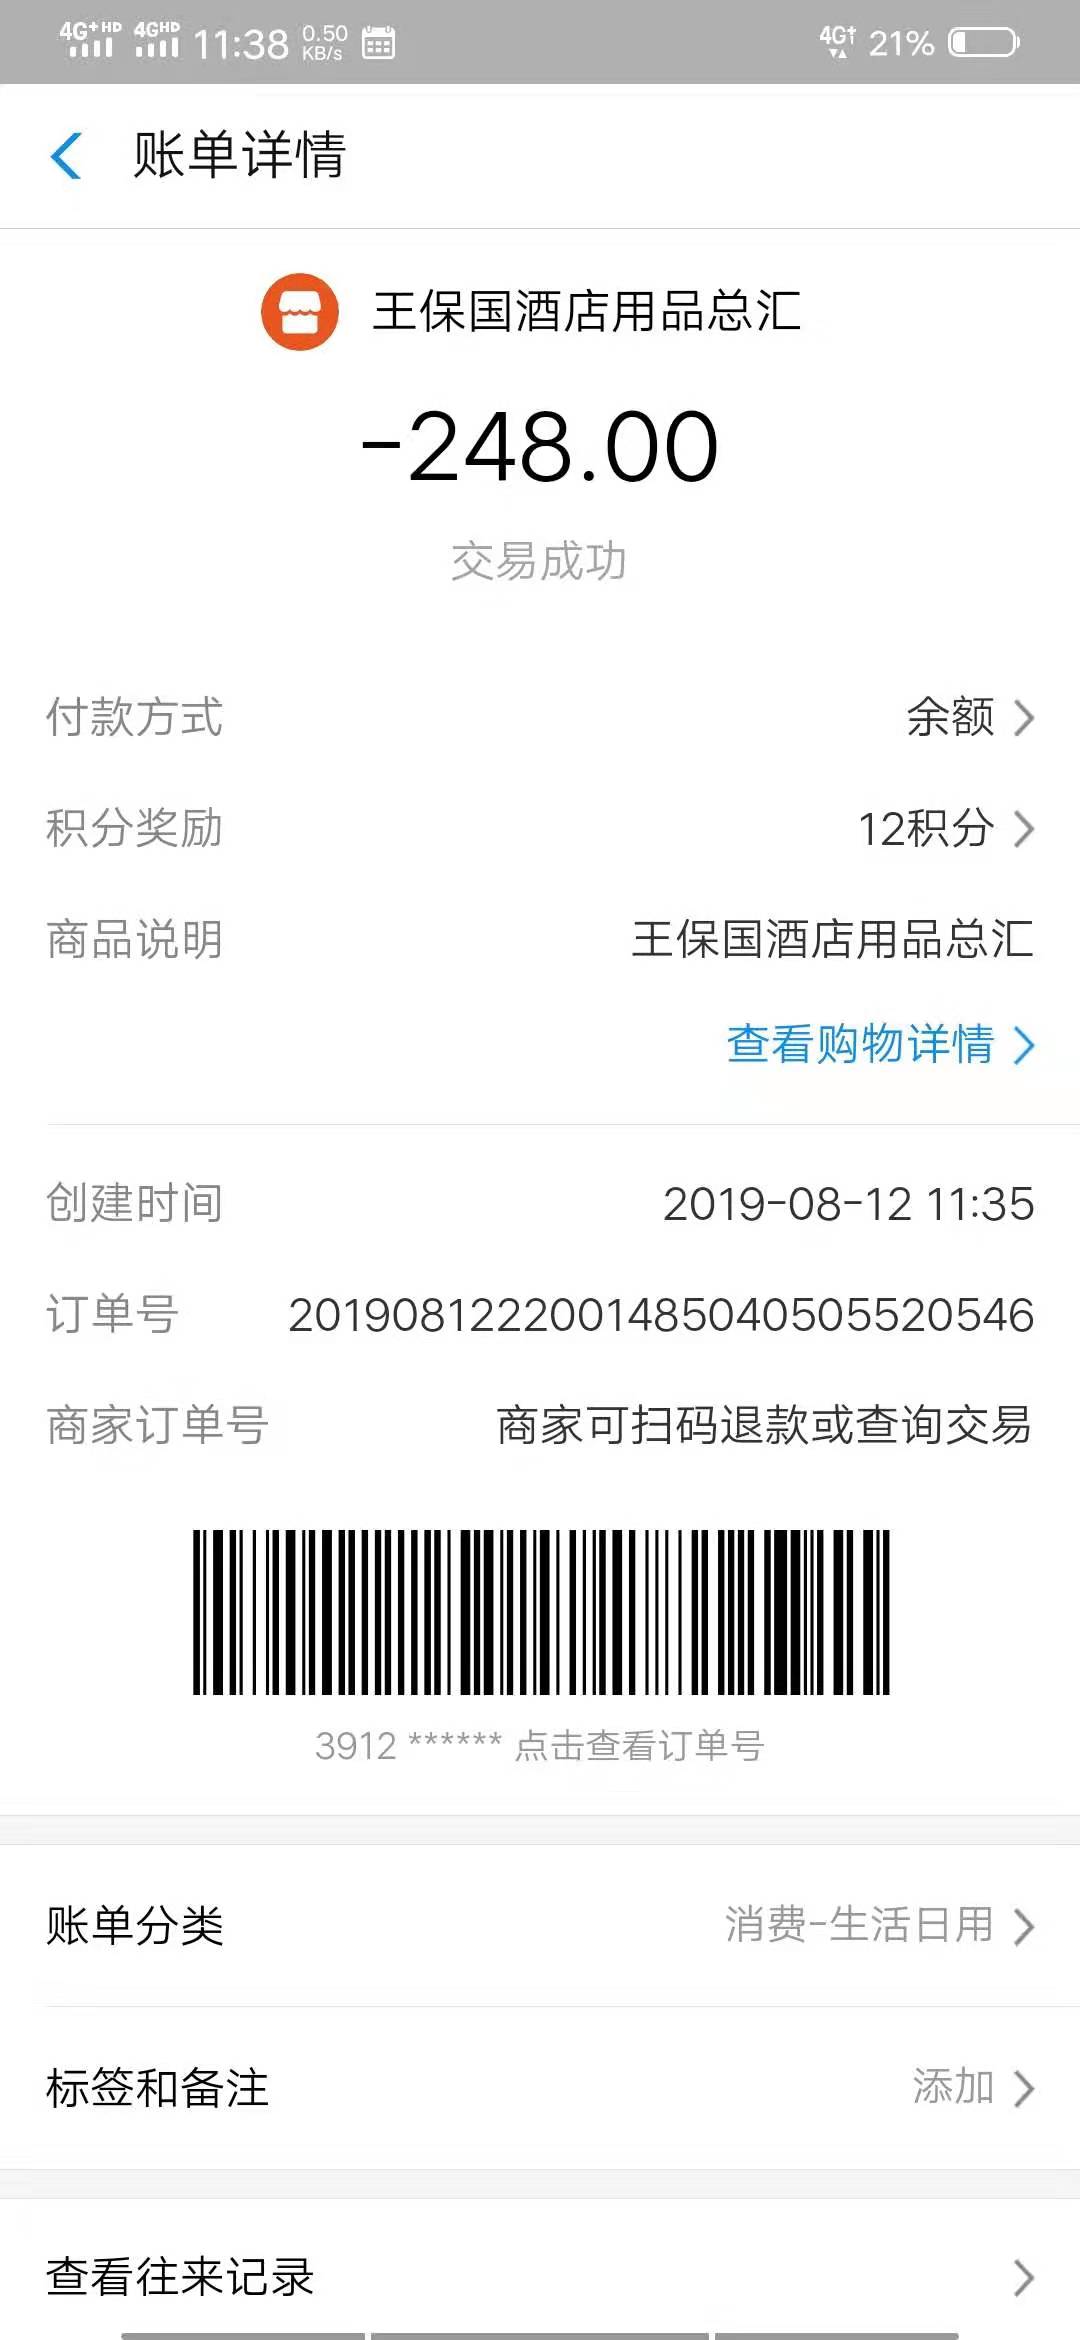 4G+HD 4GHD 11:38 0.50 KB/s 4G 21%
账单详情
王保国酒店用品总汇
-248.00
交易成功
付款方式 余额
积分奖励 12积分
商品说明 王保国酒店用品总汇
查看购物详情
创建时间 2019-08-12 11:35
订单号 2019081222001485040505520546
商家订单号 商家可扫码退款或查询交易
3912 ****** 点击查看订单号
账单分类 消费-生活日用
标签和备注 添加
查看往来记录